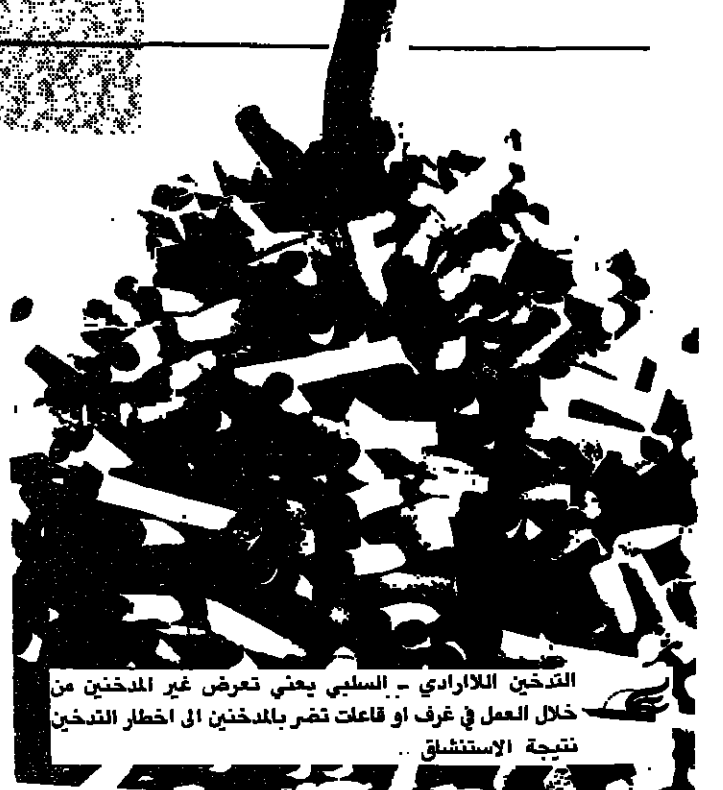 التدخين اللاارادي - السلبي يعني تعرض غير المدخنين من
خلال العمل في غرف او قاعات تضر بالمدخنين الى اخطار التدخين
نتيجة الاستنشاق ..